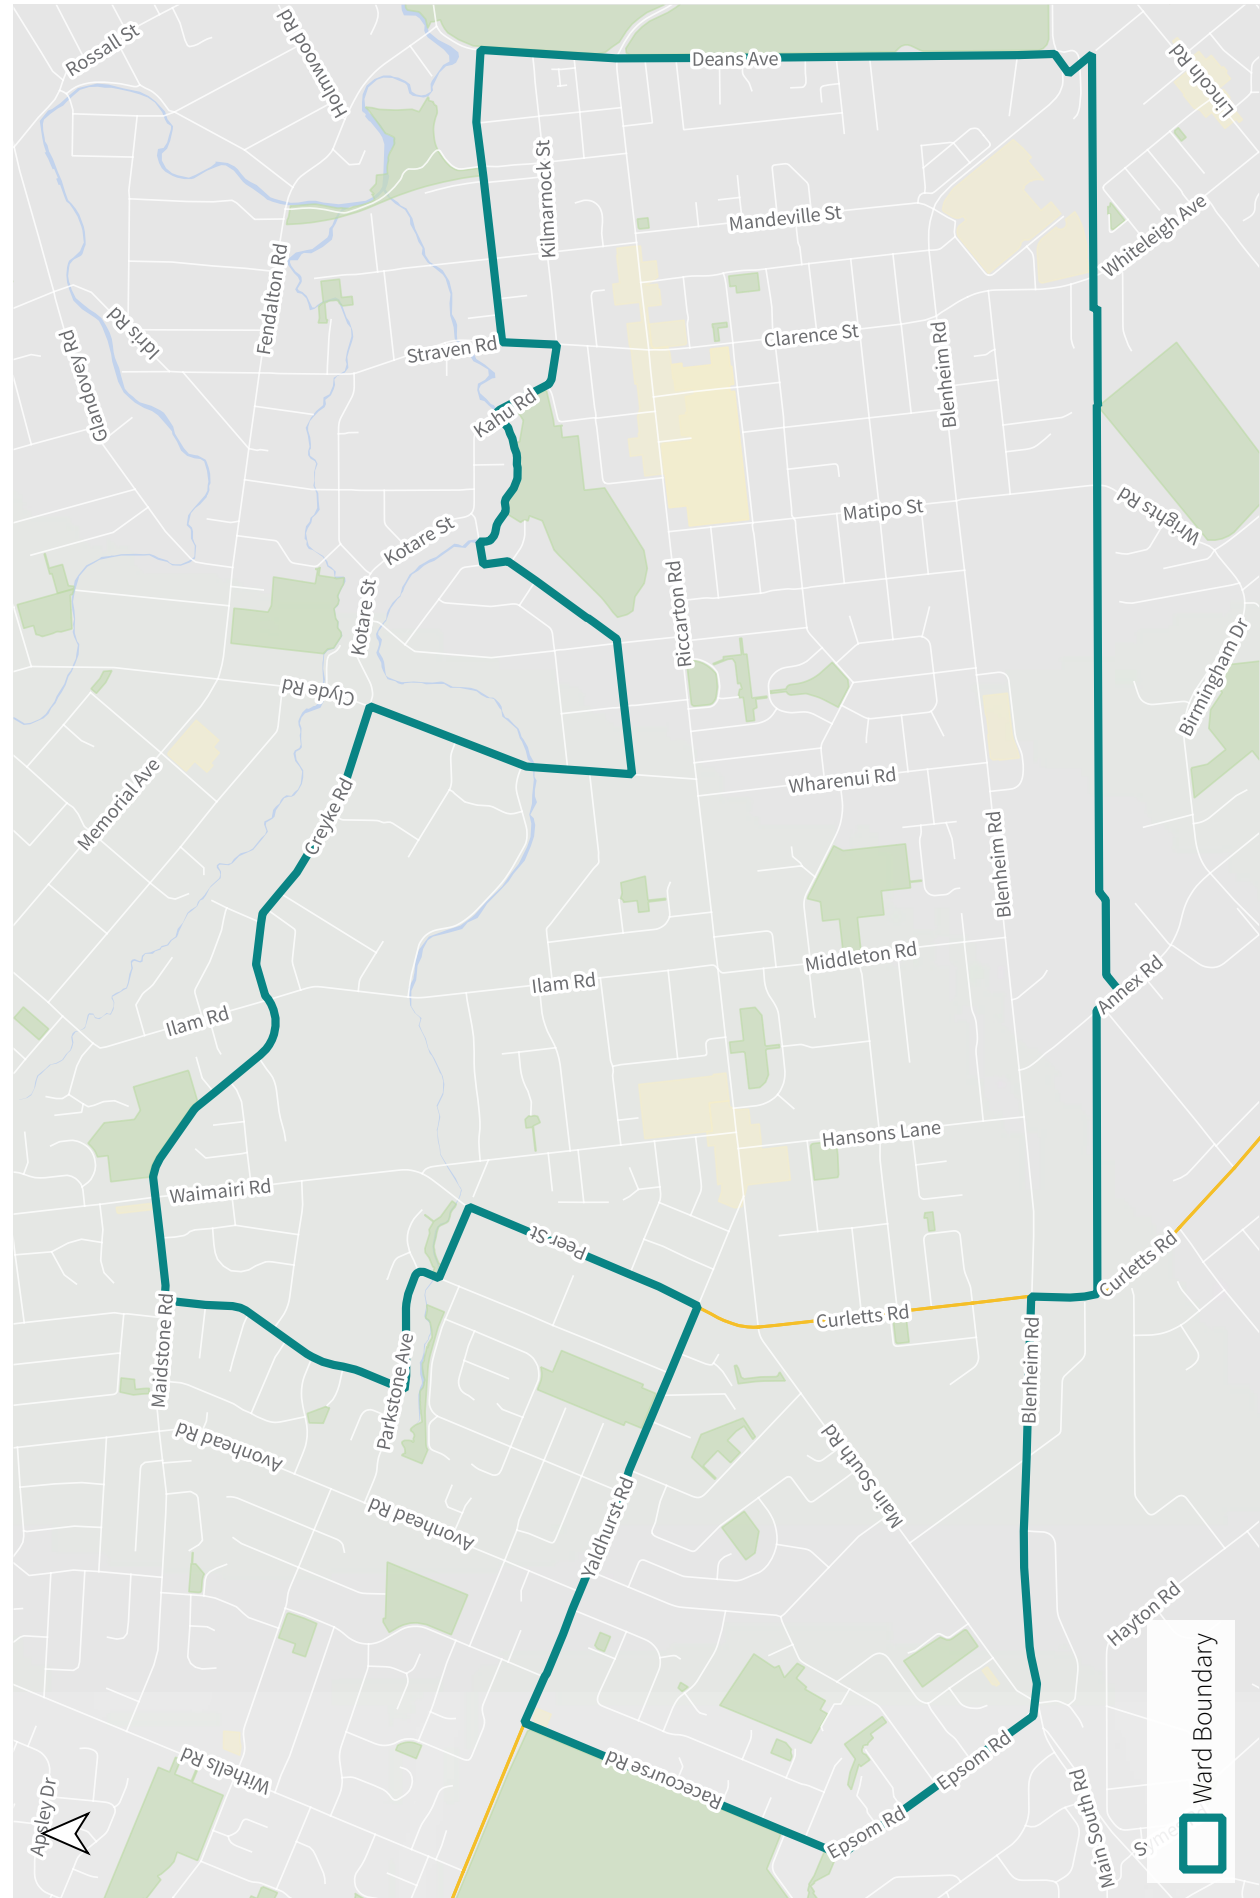 Rossall St
Holmwood Rd
Deans Ave
Lincoln Rd
Kilmarnock St
Mandeville St
Whiteleigh Ave
Fendalton Rd
Idris Rd
Glandovey Rd
Straven Rd
Clarence St
Blenheim Rd
Kahu Rd
Kotare St
Matipo St
Wrights Rd
Kotare St
Riccarton Rd
Clyde Rd
Birmingham Dr
Memorial Ave
Creyke Rd
Wharenui Rd
Blenheim Rd
Middleton Rd
Ilam Rd
Ilam Rd
Annex Rd
Hansons Lane
Waimairi Rd
Peer St
Curletts Rd
Curletts Rd
Maidstone Rd
Parkstone Ave
Blenheim Rd
Avonhead Rd
Avonhead Rd
Main South Rd
Yaldhurst Rd
Hayton Rd
Withells Rd
Racecourse Rd
Epsom Rd
Epsom Rd
Apsley Dr
Main South Rd
Ward Boundary